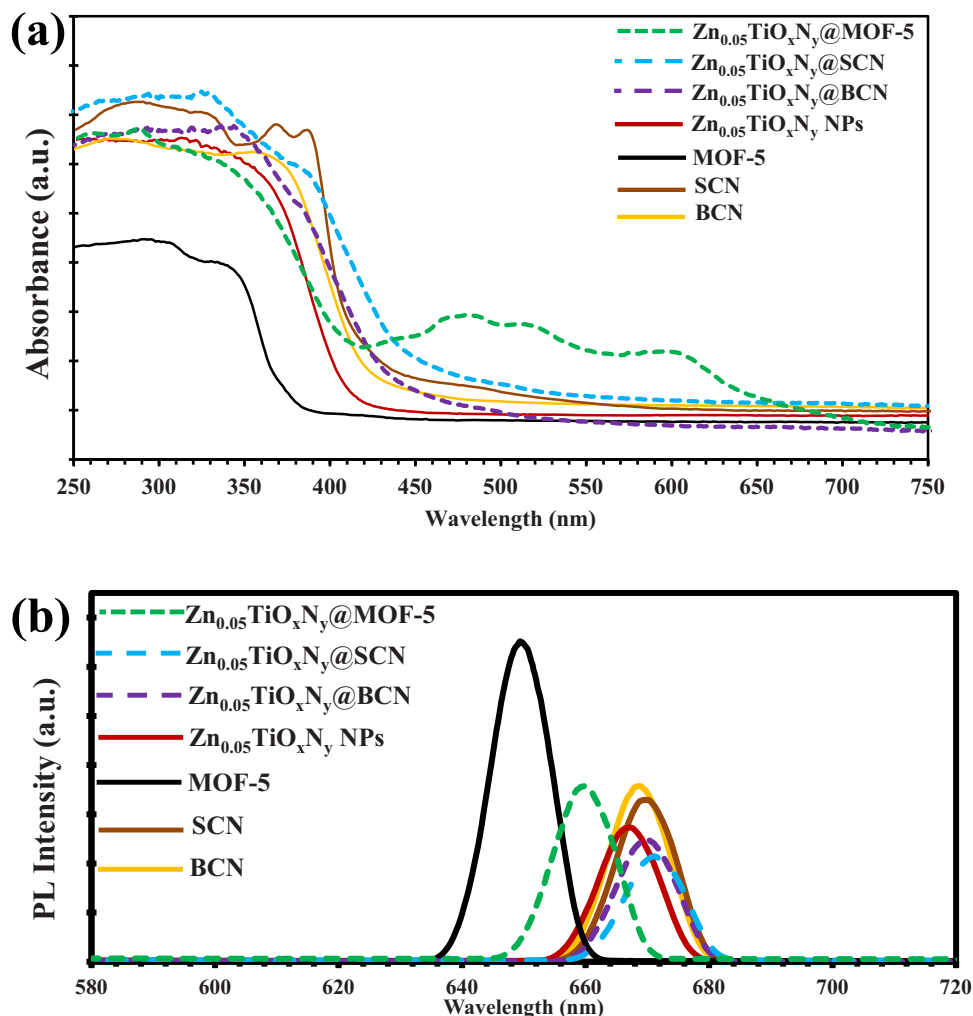 (a)
Zn0.05TiOxNy@MOF-5
Zn0.05TiOxNy@SCN
Zn0.05TiOxNy@BCN
Zn0.05TiOxNy NPs
MOF-5
SCN
BCN
Absorbance (a.u.)
250 300 350 400 450 500 550 600 650 700 750
Wavelength (nm)
(b)
Zn0.05TiOxNy@MOF-5
Zn0.05TiOxNy@SCN
Zn0.05TiOxNy@BCN
Zn0.05TiOxNy NPs
MOF-5
SCN
BCN
PL Intensity (a.u.)
580 600 620 640 660 680 700 720
Wavelength (nm)